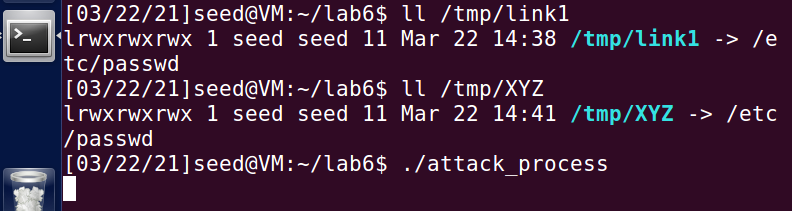 [03/22/21]seed@VM:~/lab6$ ll /tmp/link1
lrwxrwxrwx 1 seed seed 11 Mar 22 14:38 /tmp/link1 -> /e
tc/passwd
[03/22/21]seed@VM:~/lab6$ ll /tmp/XYZ
lrwxrwxrwx 1 seed seed 11 Mar 22 14:41 /tmp/XYZ -> /etc
/passwd
[03/22/21]seed@VM:~/lab6$ ./attack_process